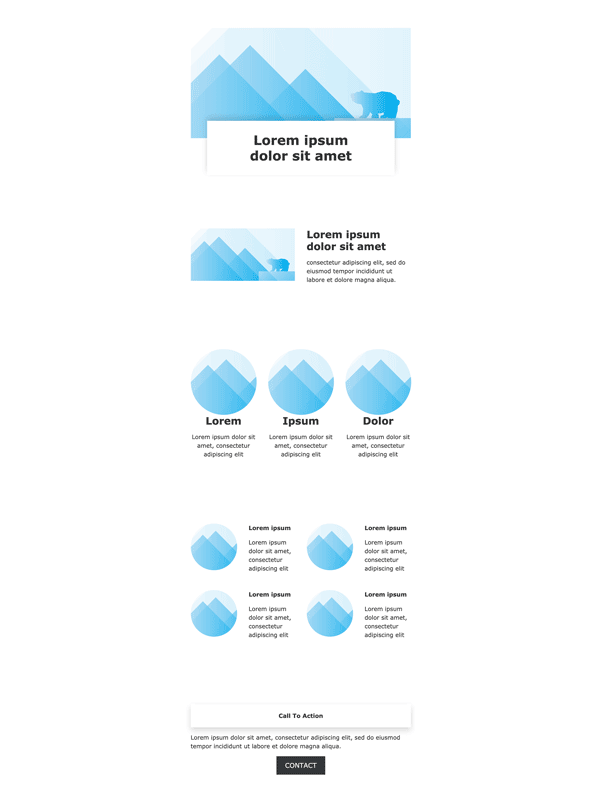 Lorem ipsum
dolor sit amet
Lorem ipsum
dolor sit amet
consectetur adipiscing elit, sed do
eiusmod tempor incididunt ut
labore et dolore magna aliqua.
Lorem
Lorem ipsum dolor sit
amet, consectetur
adipiscing elit
Ipsum
Lorem ipsum dolor sit
amet, consectetur
adipiscing elit
Dolor
Lorem ipsum dolor sit
amet, consectetur
adipiscing elit
Lorem ipsum
Lorem ipsum
dolor sit amet,
consectetur
adipiscing elit
Lorem ipsum
Lorem ipsum
dolor sit amet,
consectetur
adipiscing elit
Lorem ipsum
Lorem ipsum
dolor sit amet,
consectetur
adipiscing elit
Lorem ipsum
Lorem ipsum
dolor sit amet,
consectetur
adipiscing elit
Call To Action
Lorem ipsum dolor sit amet, consectetur adipiscing elit, sed do eiusmod
tempor incididunt ut labore et dolore magna aliqua.
CONTACT